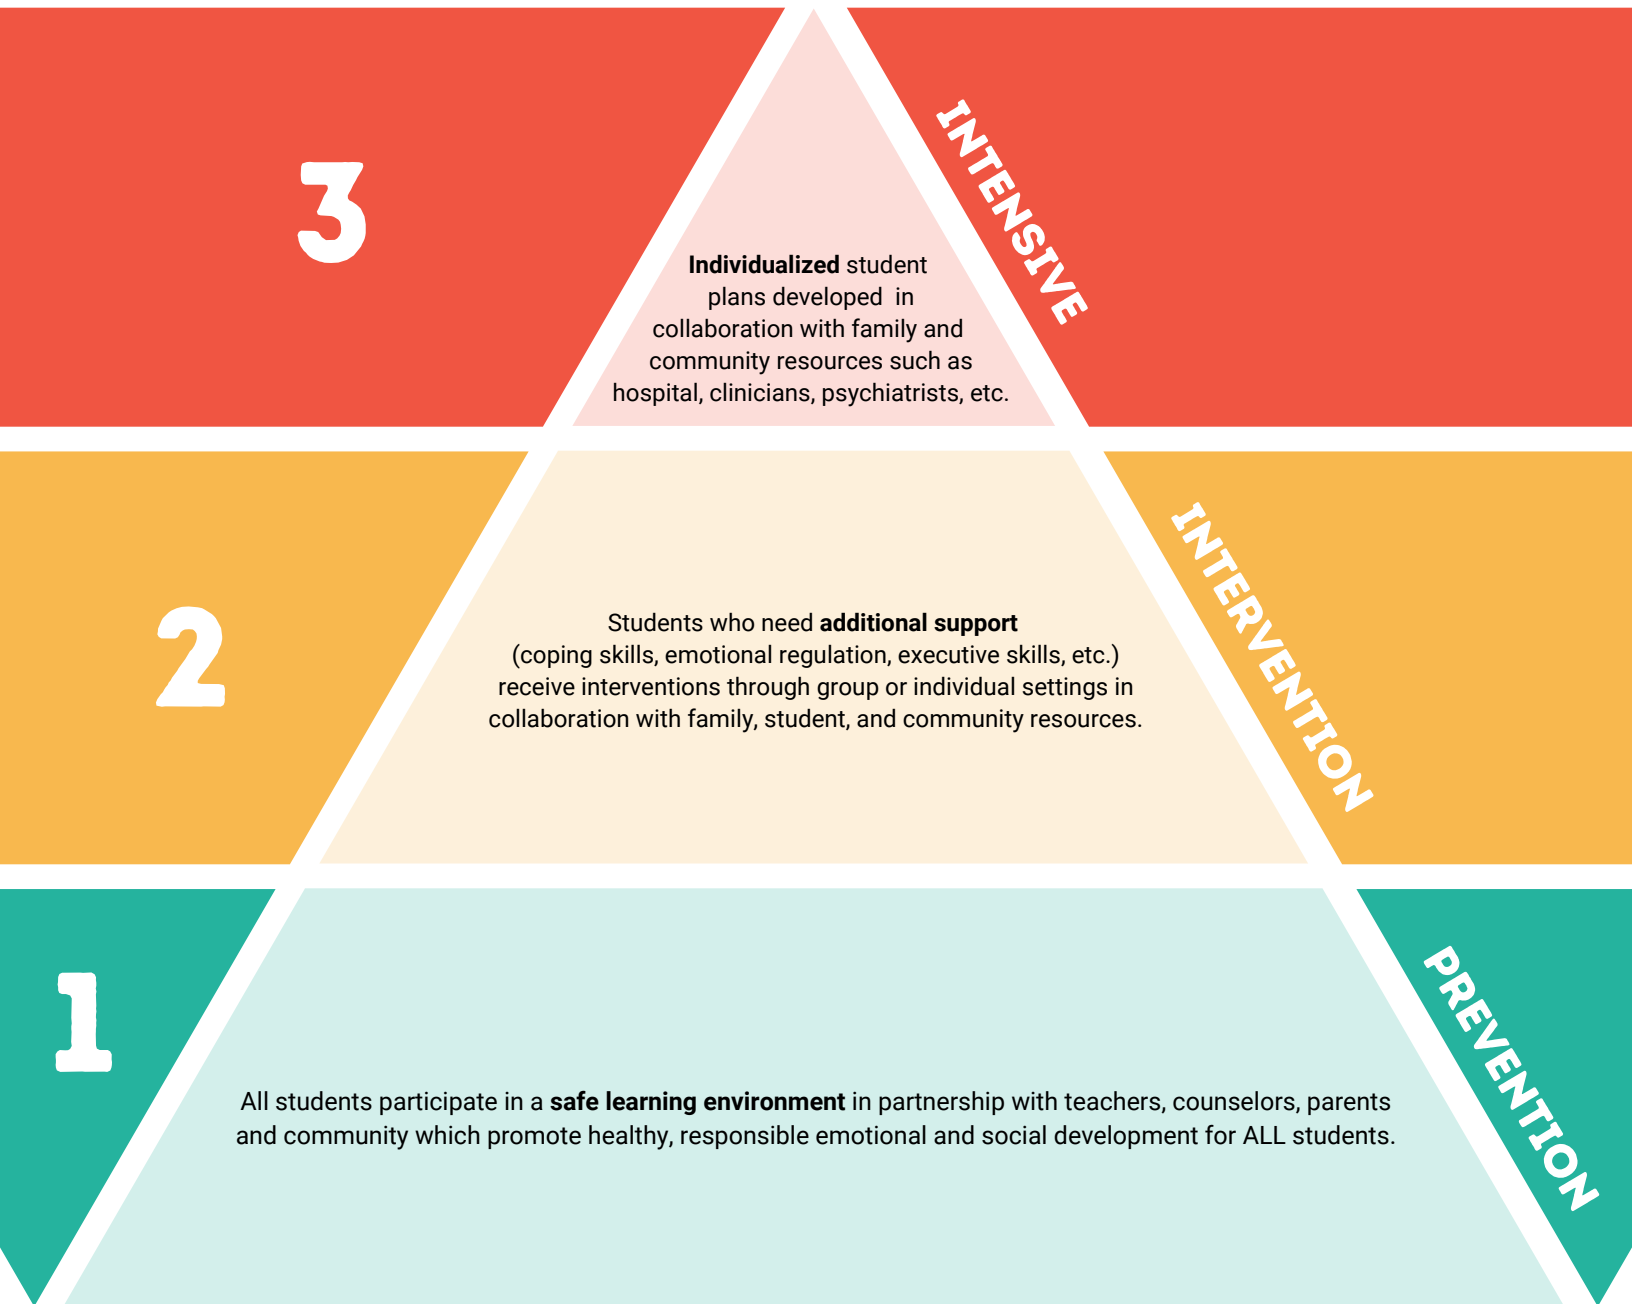 3
INTENSIVE
Individualized student
plans developed in
collaboration with family and
community resources such as
hospital, clinicians, psychiatrists, etc.
2
INTERVENTION
Students who need additional support
(coping skills, emotional regulation, executive skills, etc.)
receive interventions through group or individual settings in
collaboration with family, student, and community resources.
1
PREVENTION
All students participate in a safe learning environment in partnership with teachers, counselors, parents
and community which promote healthy, responsible emotional and social development for ALL students.